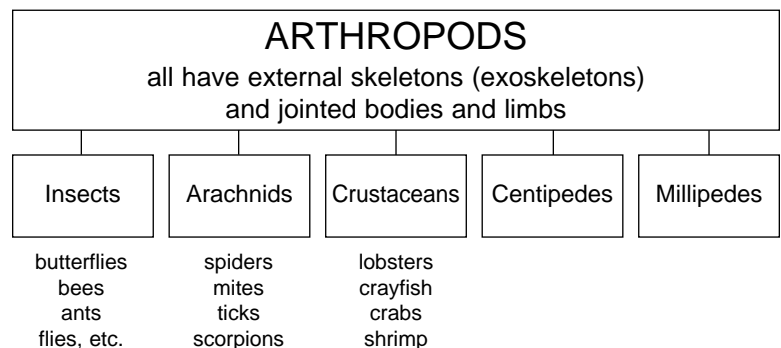 ARTHROPODS
all have external skeletons (exoskeletons)
and jointed bodies and limbs
Insects
Arachnids
Crustaceans
Centipedes
Millipedes
butterflies
bees
ants
flies, etc.
spiders
mites
ticks
scorpions
lobsters
crayfish
crabs
shrimp